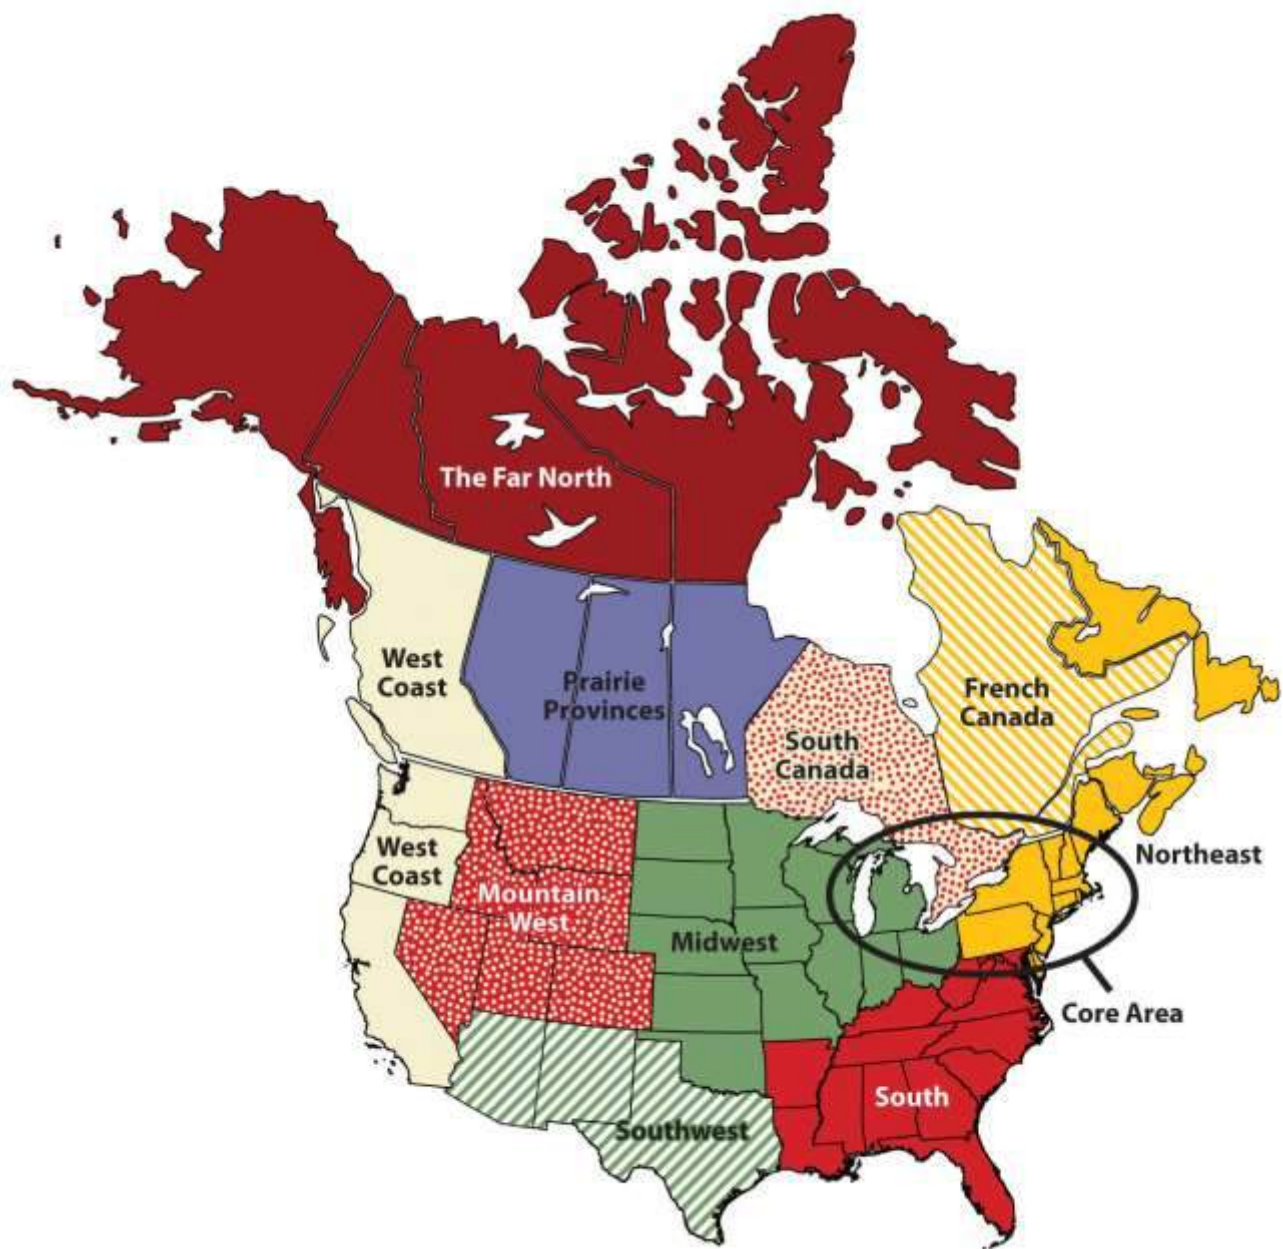 The Far North
West
Coast
Prairie
Provinces
French
Canada
South
Canada
West
Coast
Northeast
Mountain
West
Midwest
Core Area
South
Southwest